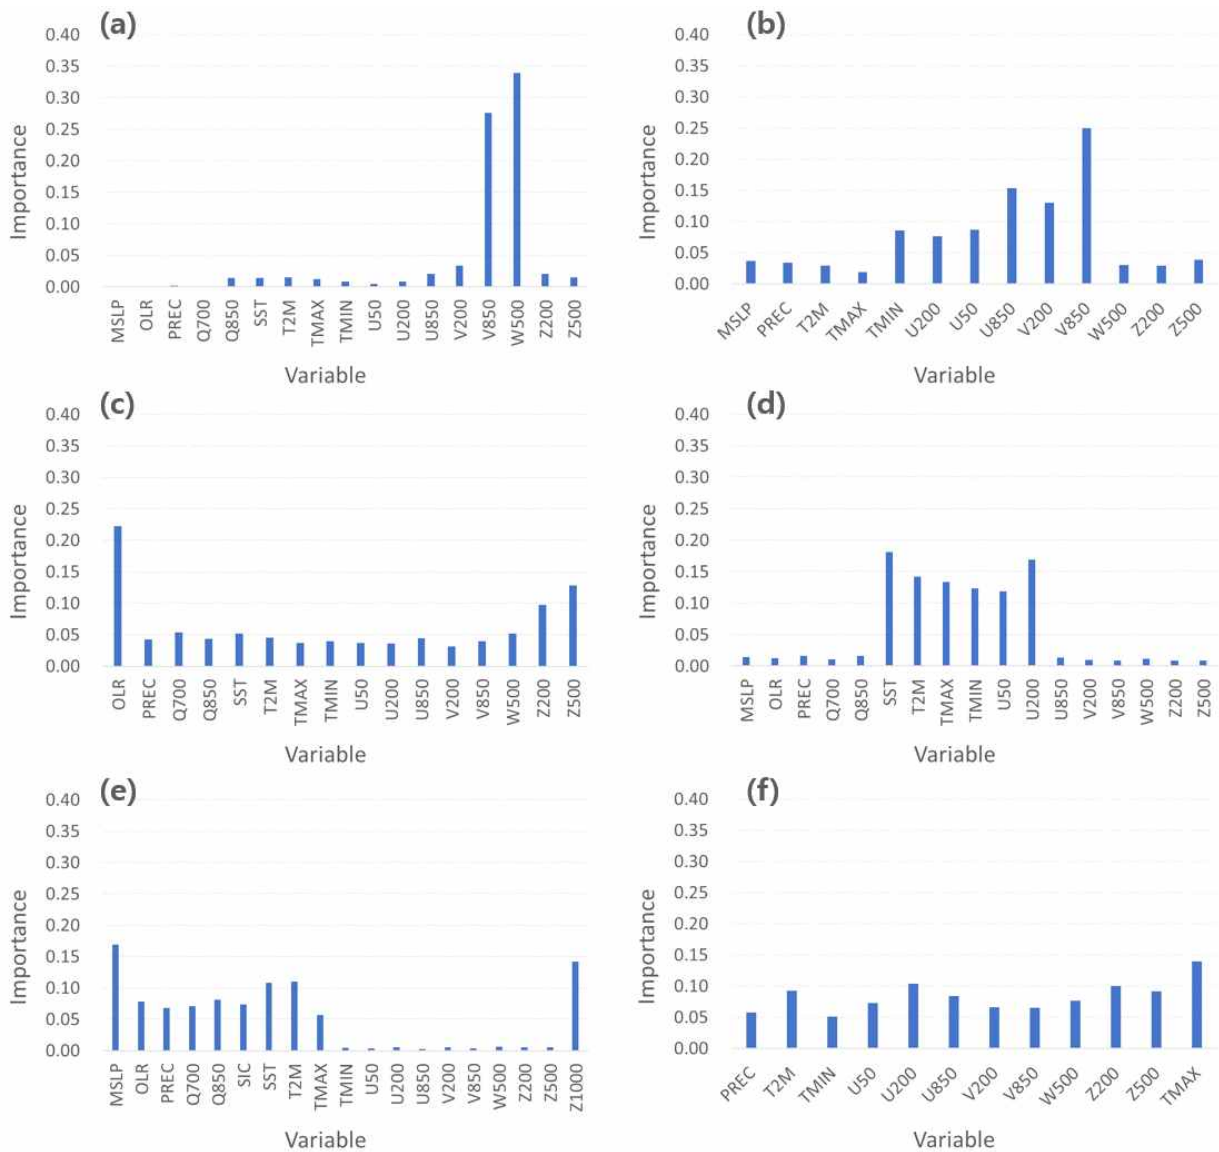 (a)
0.40
0.35
0.30
0.25
0.20
0.15
0.10
0.05
0.00
Importance
MSLP OLR PREC Q700 Q850 SST T2M TMAX TMIN U50 U200 U850 V200 V850 W500 Z200 Z500
Variable
(b)
0.40
0.35
0.30
0.25
0.20
0.15
0.10
0.05
0.00
Importance
MSLP PREC T2M TMAX TMIN U200 U50 U850 V200 V850 W500 Z200 Z500
Variable
(c)
0.40
0.35
0.30
0.25
0.20
0.15
0.10
0.05
0.00
Importance
OLR PREC Q700 Q850 SST T2M TMAX TMIN U50 U200 U850 V200 V850 W500 Z200 Z500
Variable
(d)
0.40
0.35
0.30
0.25
0.20
0.15
0.10
0.05
0.00
Importance
MSLP OLR PREC Q700 Q850 SST T2M TMAX TMIN U50 U200 U850 V200 V850 W500 Z200 Z500
Variable
(e)
0.40
0.35
0.30
0.25
0.20
0.15
0.10
0.05
0.00
Importance
MSLP OLR PREC Q700 Q850 SIC SST T2M TMAX TMIN U50 U200 U850 V200 V850 W500 Z200 Z500 Z1000
Variable
(f)
0.40
0.35
0.30
0.25
0.20
0.15
0.10
0.05
0.00
Importance
PREC T2M TMIN U50 U200 U850 V200 V850 W500 Z200 Z500 TMAX
Variable